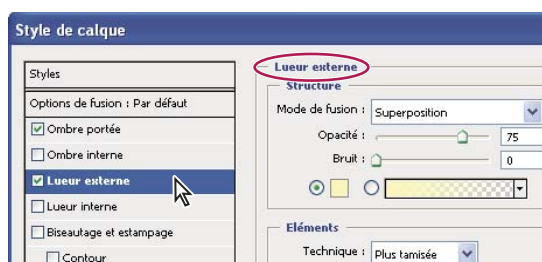 Style de calque
Styles
Options de fusion : Par défaut
Ombre portée
Ombre interne
Lueur externe
Lueur interne
Biseautage et estampage
Contour
Lueur externe
Structure
Mode de fusion : Superposition
Opacité : 75
Bruit : 0
Eléments
Technique : Plus tamisée